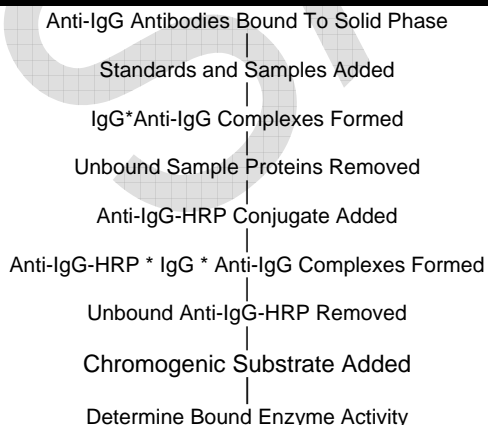 Anti-IgG Antibodies Bound To Solid Phase
Standards and Samples Added
IgG*Anti-IgG Complexes Formed
Unbound Sample Proteins Removed
Anti-IgG-HRP Conjugate Added
Anti-IgG-HRP * IgG * Anti-IgG Complexes Formed
Unbound Anti-IgG-HRP Removed
Chromogenic Substrate Added
Determine Bound Enzyme Activity